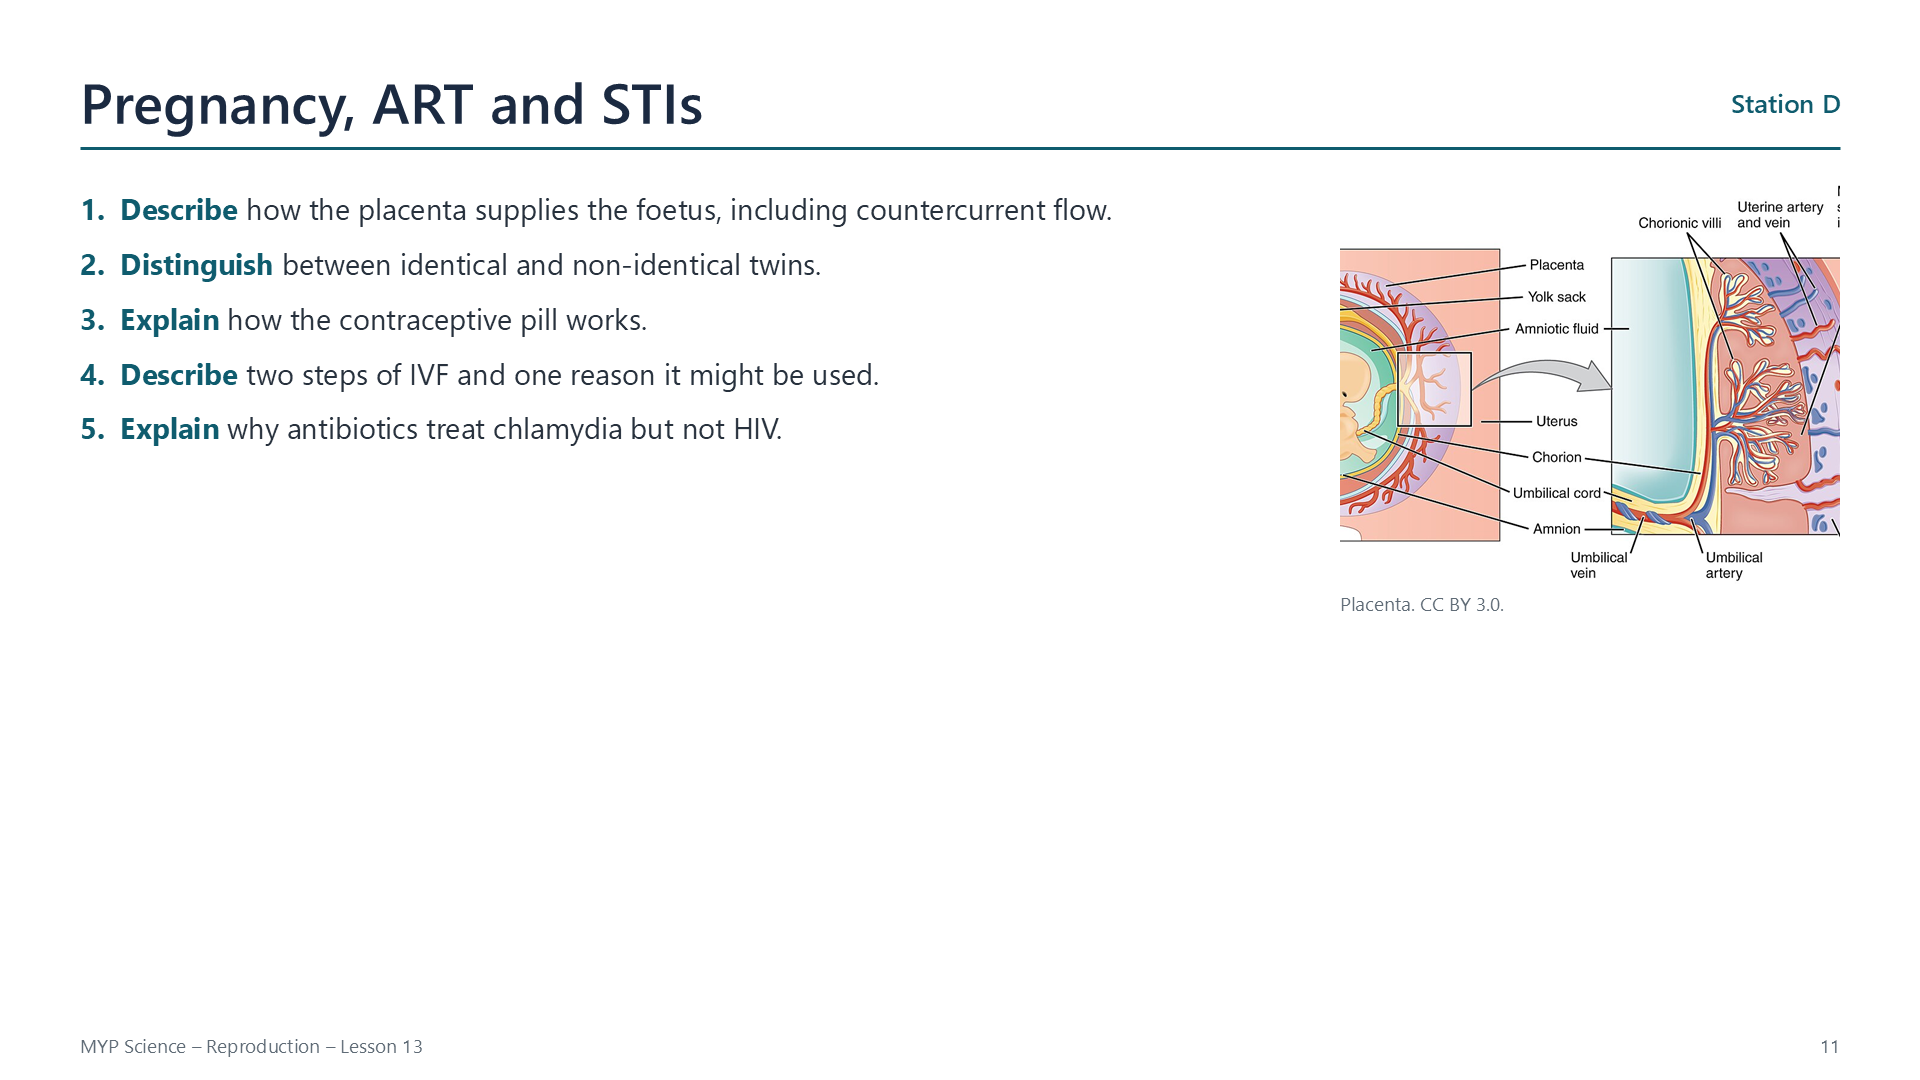 Pregnancy, ART and STIs
Station D
1. Describe how the placenta supplies the foetus, including countercurrent flow.
2. Distinguish between identical and non-identical twins.
3. Explain how the contraceptive pill works.
4. Describe two steps of IVF and one reason it might be used.
5. Explain why antibiotics treat chlamydia but not HIV.
Chorionic villi
Uterine artery
and vein
Placenta
Yolk sack
Amniotic fluid
Uterus
Chorion
Umbilical cord
Amnion
Umbilical
vein
Umbilical
artery
Placenta. CC BY 3.0.
MYP Science – Reproduction – Lesson 13
11